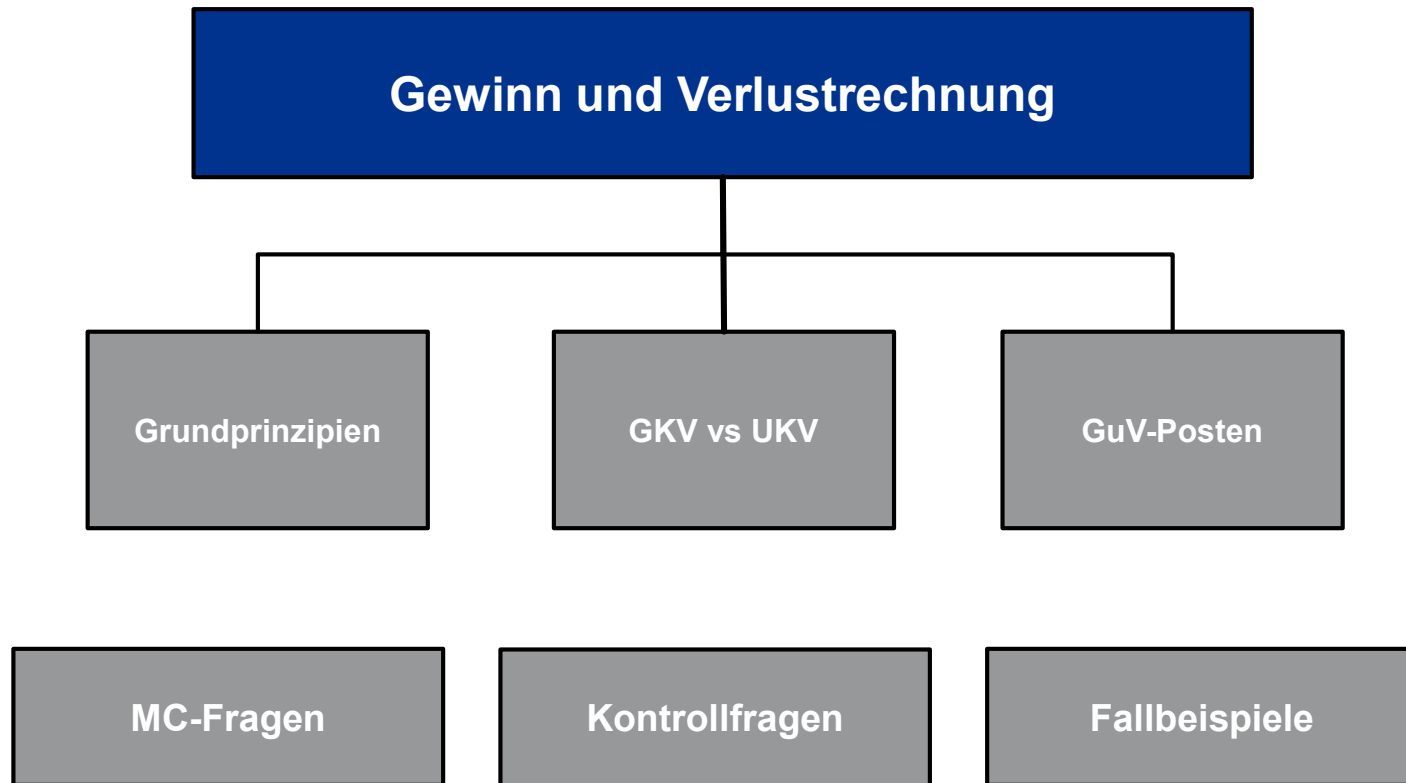 Gewinn und Verlustrechnung
Grundprinzipien
GKV vs UKV
GuV-Posten
MC-Fragen
Kontrollfragen
Fallbeispiele